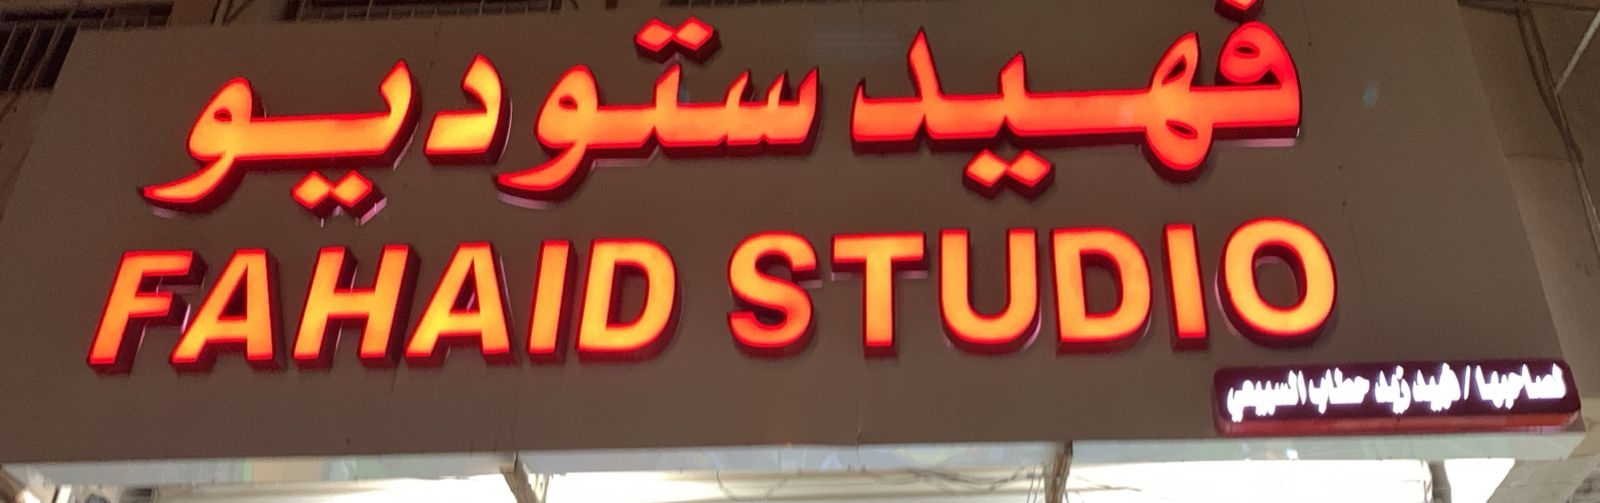 فهيد ستوديو
FAHAID STUDIO
لصاحبها / فهيد زيد حطاب السبيعي